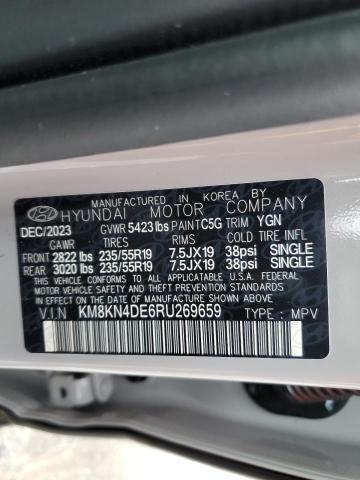 MANUFACTURED IN KOREA BY
HYUNDAI MOTOR COMPANY
DEC/2023 GVWR 5423 lbs PAINT C5G TRIM YGN
GAWR TIRES RIMS COLD TIRE INFL
FRONT 2822 lbs 235/55R19 7.5JX19 38psi SINGLE
REAR 3020 lbs 235/55R19 7.5JX19 38psi SINGLE
THIS VEHICLE CONFORMS TO ALL APPLICABLE U.S.A. FEDERAL
MOTOR VEHICLE SAFETY AND THEFT PREVENTION STANDARDS
IN EFFECT ON THE DATE OF MANUFACTURE SHOWN ABOVE.
V.I.N KM8KN4DE6RU269659 TYPE : MPV